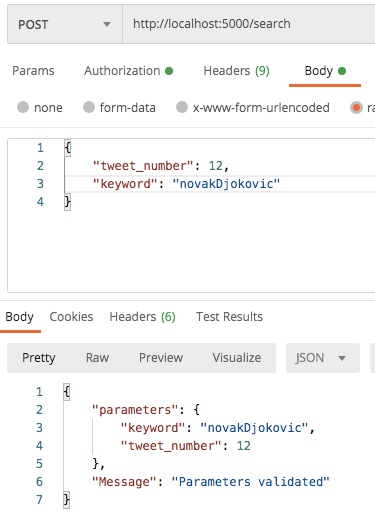 POST http://localhost:5000/search
Params Authorization Headers (9) Body
none form-data x-www-form-urlencoded
1 {
2 "tweet_number": 12,
3 "keyword": "novakDjokovic"
4 }
Body Cookies Headers (6) Test Results
Pretty Raw Preview Visualize JSON
1 {
2 "parameters": {
3 "keyword": "novakDjokovic",
4 "tweet_number": 12
5 },
6 "Message": "Parameters validated"
7 }